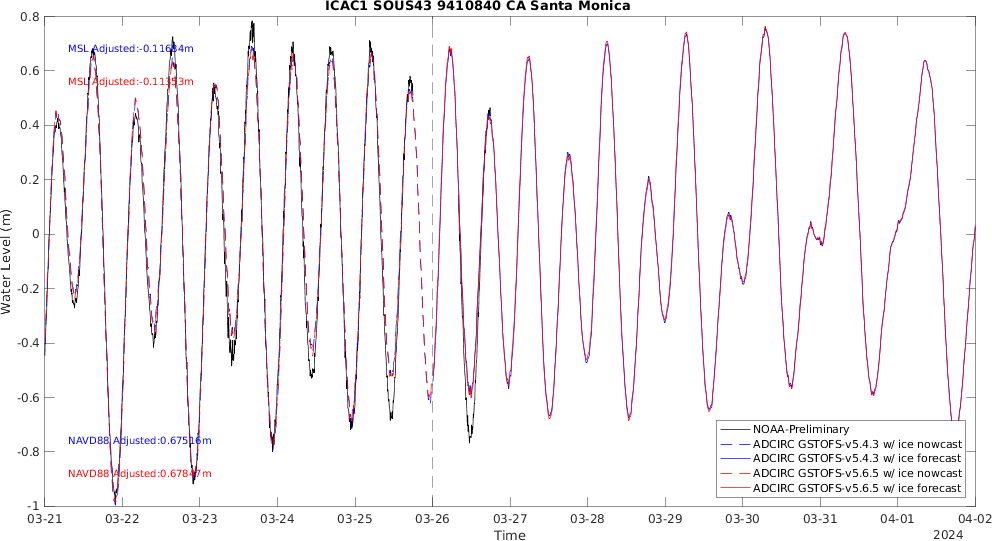 ICAC1 SOUS43 9410840 CA Santa Monica
0.8
0.6
0.4
0.2
0
-0.2
-0.4
-0.6
-0.8
-1
Water Level (m)
MSL Adjusted:-0.11684m
MSL Adjusted:-0.11353m
NAVD88 Adjusted:0.67516m
NAVD88 Adjusted:0.67847m
NOAA-Preliminary
ADCIRC GSTOFS-v5.4.3 w/ ice nowcast
ADCIRC GSTOFS-v5.4.3 w/ ice forecast
ADCIRC GSTOFS-v5.6.5 w/ ice nowcast
ADCIRC GSTOFS-v5.6.5 w/ ice forecast
03-21 03-22 03-23 03-24 03-25 03-26 03-27 03-28 03-29 03-30 03-31 04-01 04-02
Time
2024